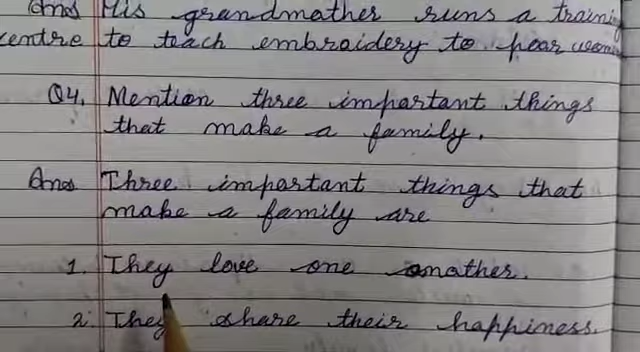 Ans His grandmother runs a training
centre to teach embroidery to poor
Q4. Mention three important things
that make a family.
Ans Three important things that
make a family are
1. They love one another.
2. They share their happiness.